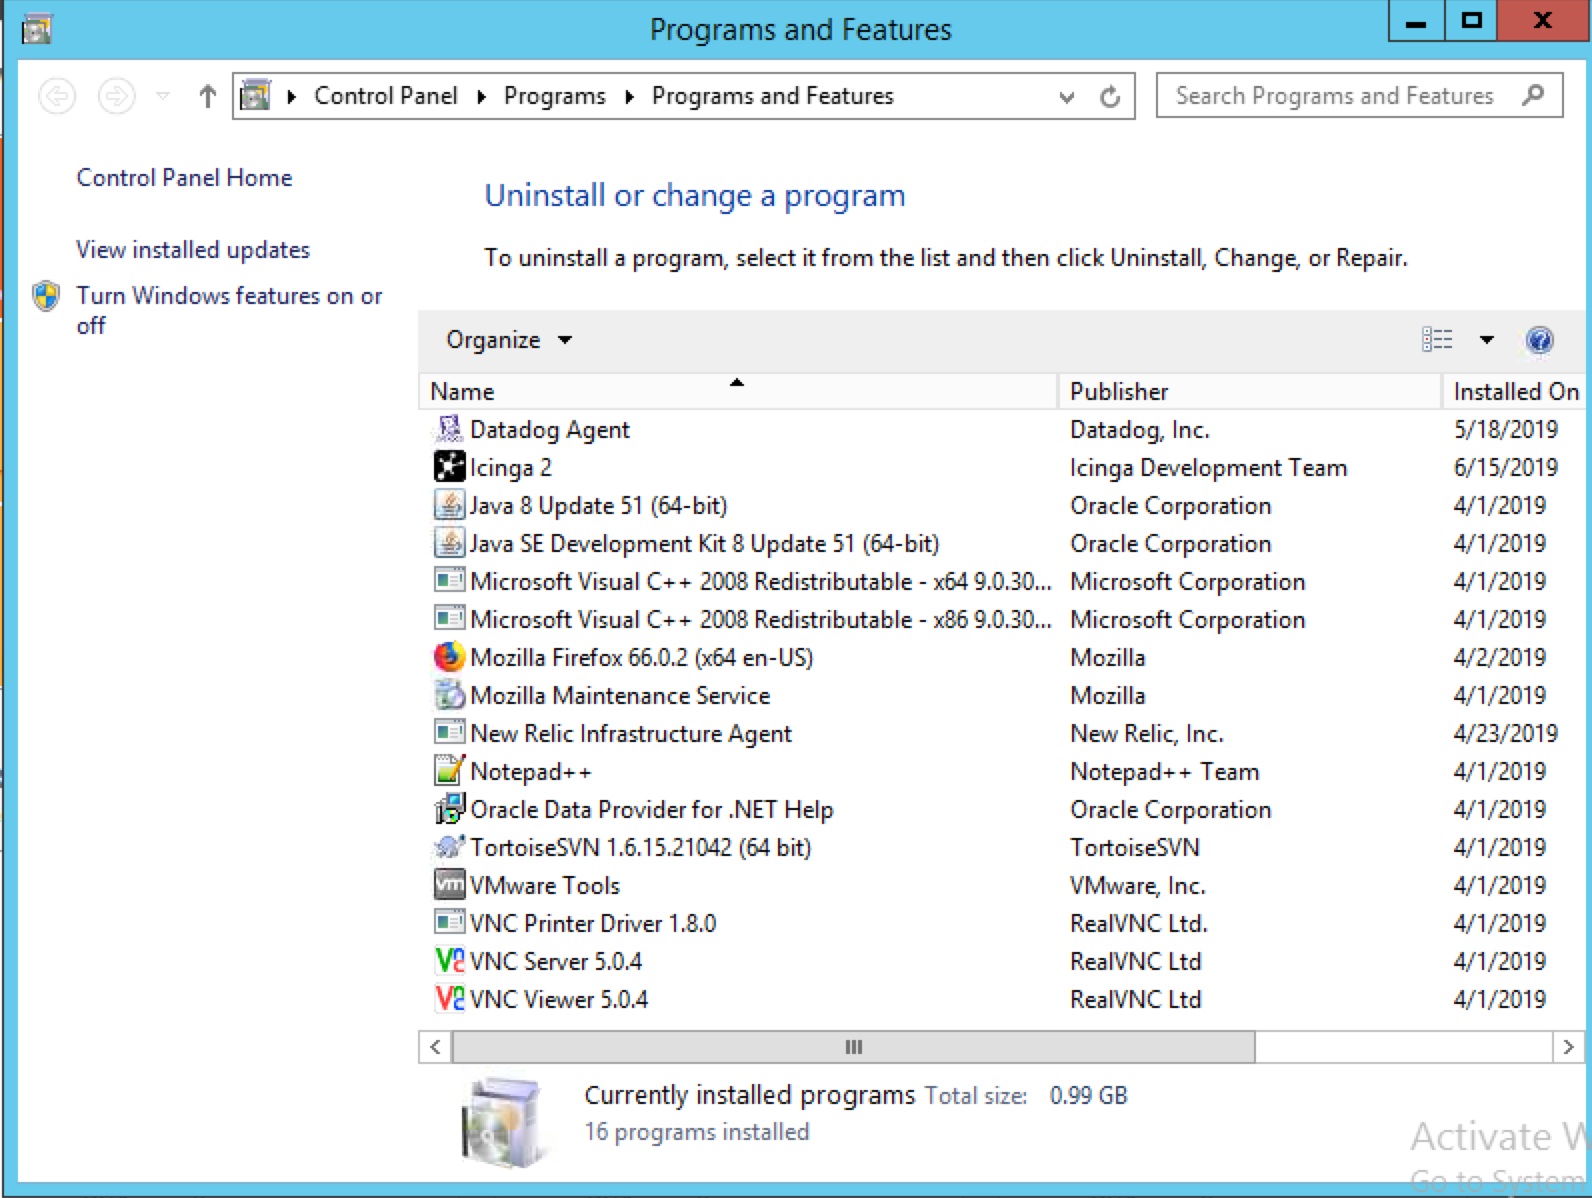 Programs and Features
Control Panel Programs Programs and Features
Search Programs and Features
Control Panel Home
View installed updates
Turn Windows features on or
off
Uninstall or change a program
To uninstall a program, select it from the list and then click Uninstall, Change, or Repair.
Organize
Name Publisher Installed On
Datadog Agent Datadog, Inc. 5/18/2019
Icinga 2 Icinga Development Team 6/15/2019
Java 8 Update 51 (64-bit) Oracle Corporation 4/1/2019
Java SE Development Kit 8 Update 51 (64-bit) Oracle Corporation 4/1/2019
Microsoft Visual C++ 2008 Redistributable - x64 9.0.30... Microsoft Corporation 4/1/2019
Microsoft Visual C++ 2008 Redistributable - x86 9.0.30... Microsoft Corporation 4/1/2019
Mozilla Firefox 66.0.2 (x64 en-US) Mozilla 4/2/2019
Mozilla Maintenance Service Mozilla 4/1/2019
New Relic Infrastructure Agent New Relic, Inc. 4/23/2019
Notepad++ Notepad++ Team 4/1/2019
Oracle Data Provider for .NET Help Oracle Corporation 4/1/2019
TortoiseSVN 1.6.15.21042 (64 bit) TortoiseSVN 4/1/2019
vm VMware Tools VMware, Inc. 4/1/2019
VNC Printer Driver 1.8.0 RealVNC Ltd. 4/1/2019
VNC Server 5.0.4 RealVNC Ltd 4/1/2019
VNC Viewer 5.0.4 RealVNC Ltd 4/1/2019
Currently installed programs Total size: 0.99 GB
16 programs installed
Activate W
Go to System